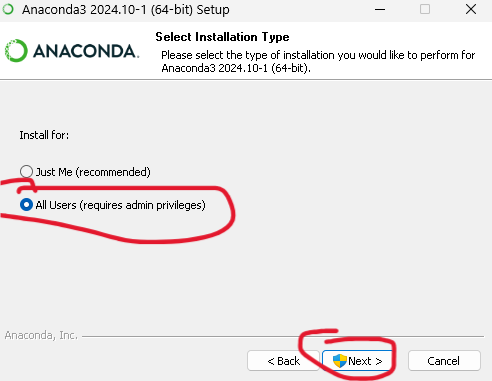 Anaconda3 2024.10-1 (64-bit) Setup
ANACONDA.
Select Installation Type
Please select the type of installation you would like to perform for
Anaconda3 2024.10-1 (64-bit).
Install for:
Just Me (recommended)
All Users (requires admin privileges)
Anaconda, Inc.
< Back
Next >
Cancel